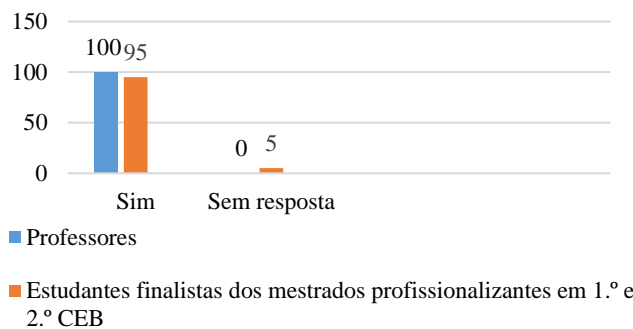 150
100 95
100
50
0 5
0
Sim Sem resposta
Professores
Estudantes finalistas dos mestrados profissionalizantes em 1.º e
2.º CEB